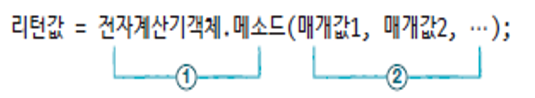 리턴값 = 전자계산기객체.메소드(매개값1, 매개값2, …);
① ②